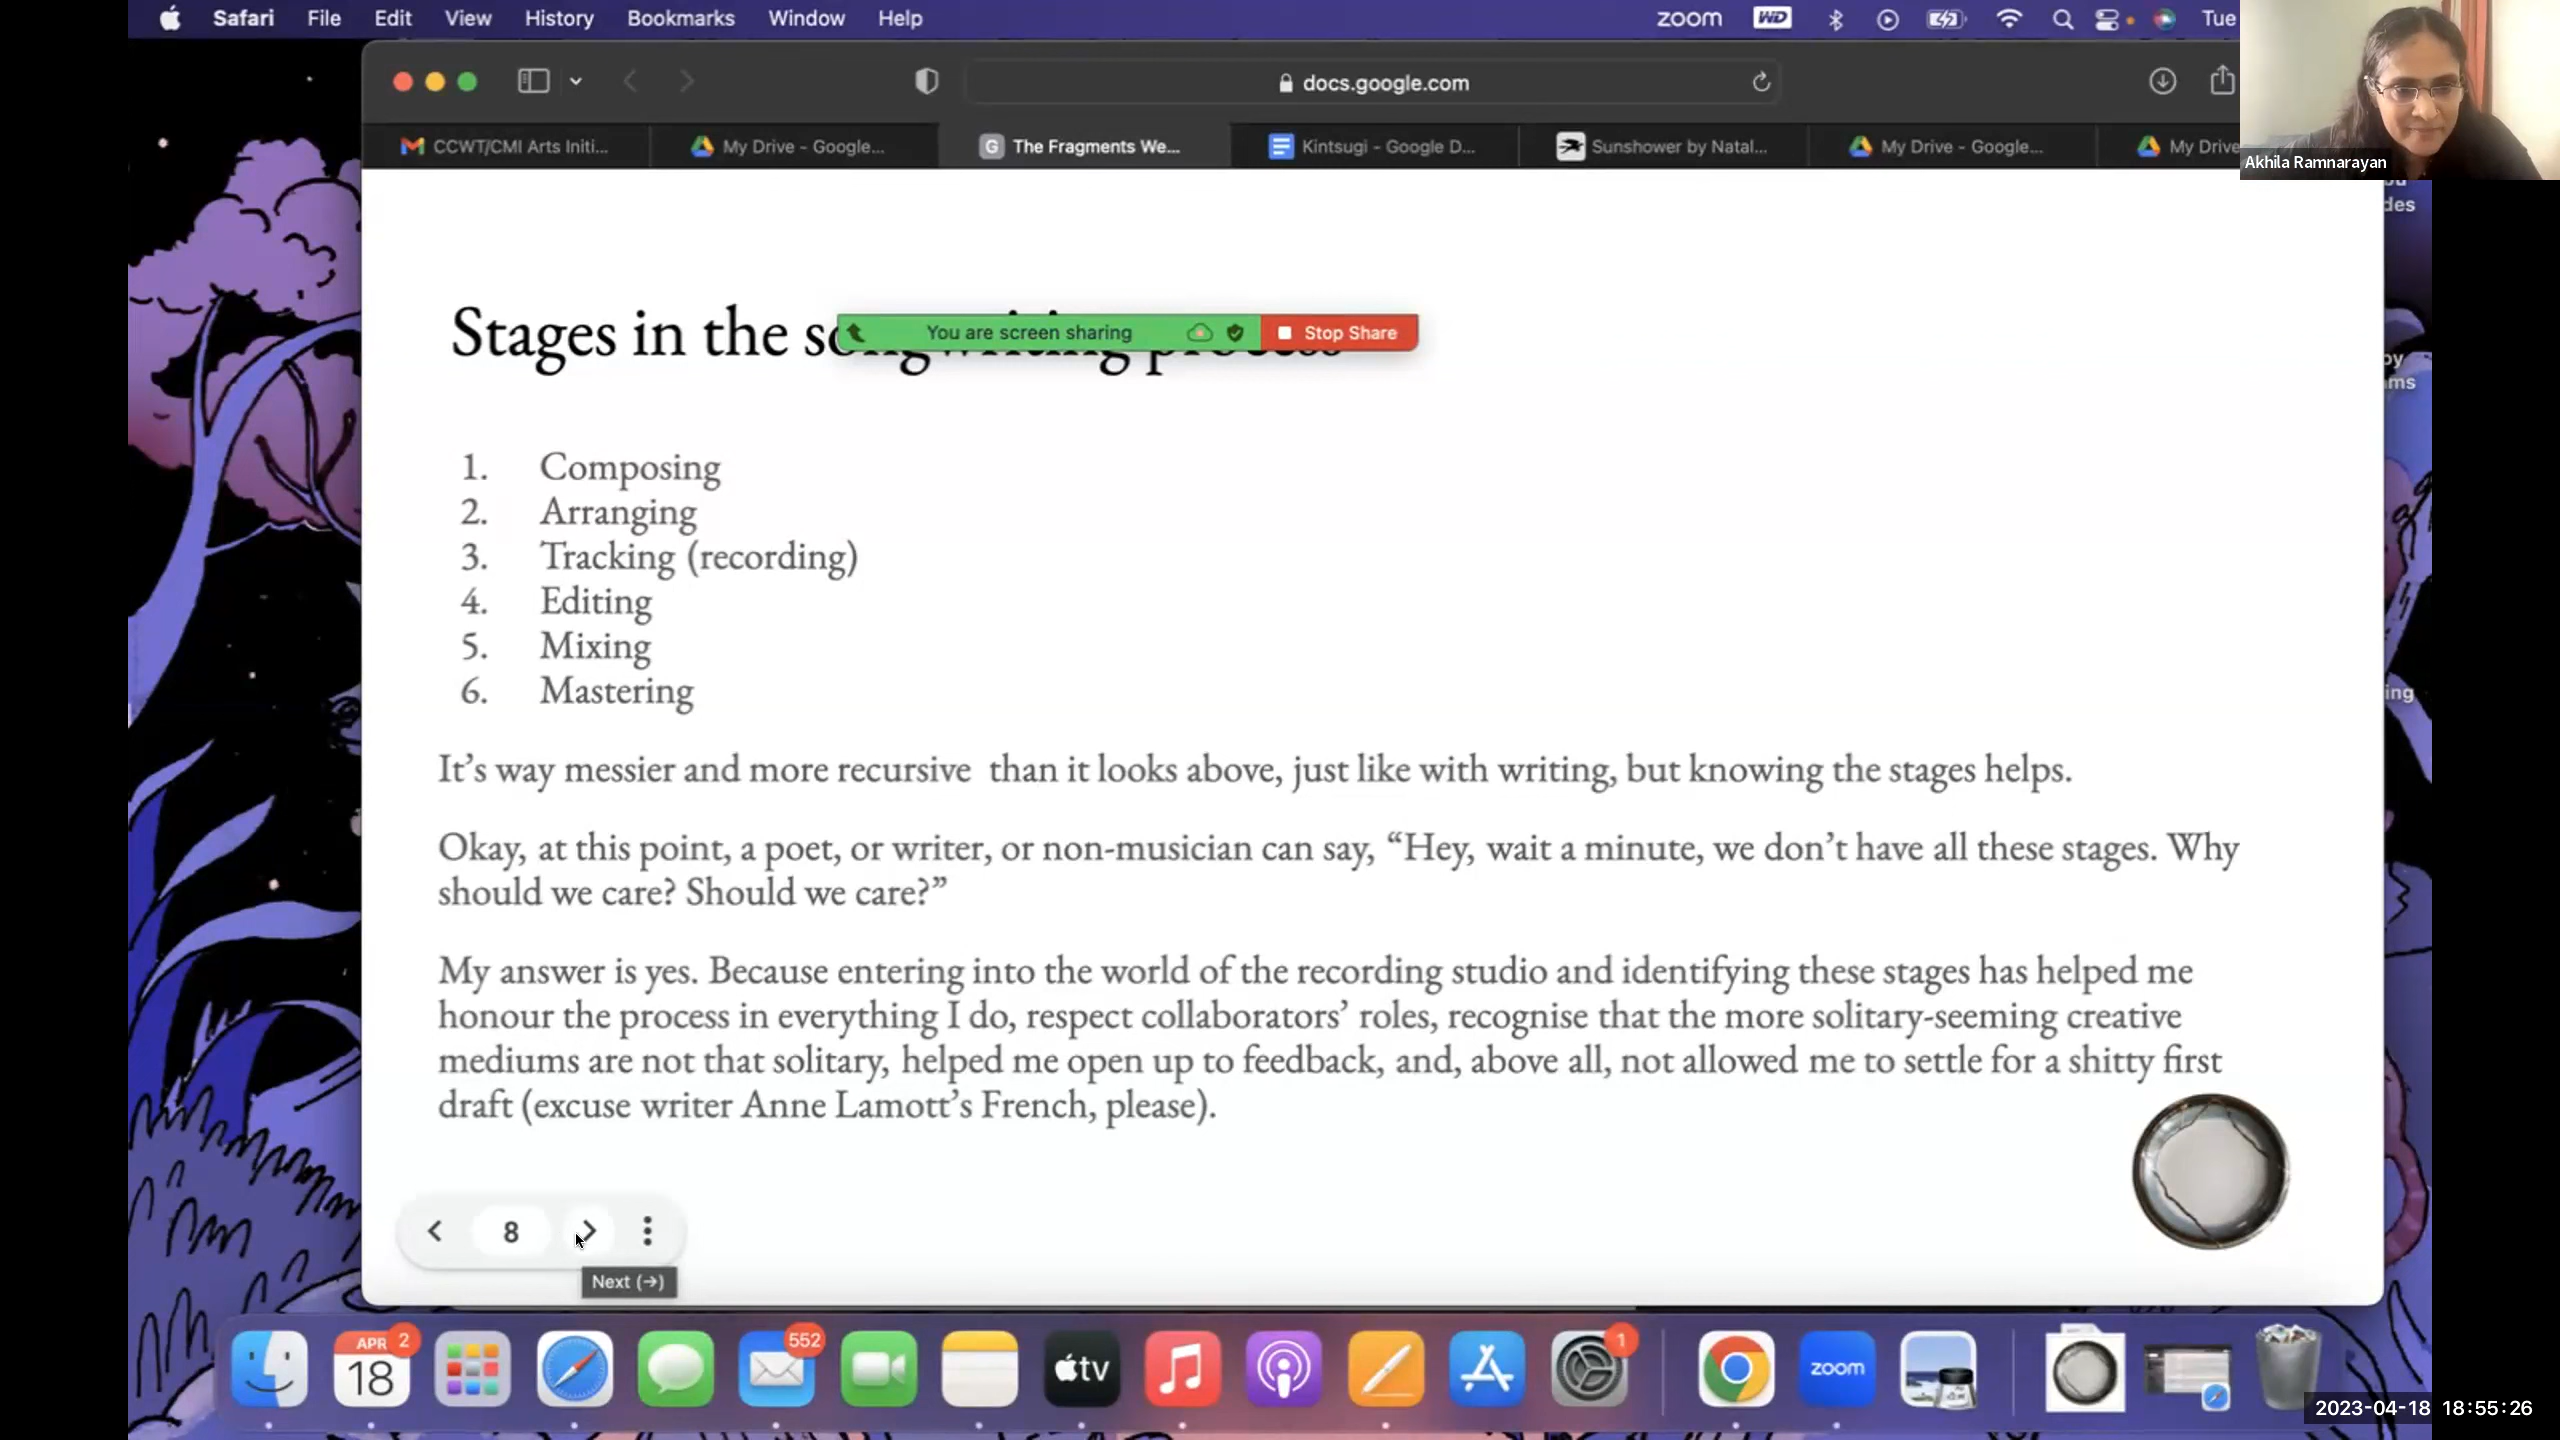 Safari File Edit View History Bookmarks Window Help zoom WD Tue
docs.google.com
CCWT/CMI Arts Initi... My Drive - Google... G The Fragments We... Kintsugi - Google D... Sunshower by Natal... My Drive - Google... My Drive
Akhila Ramnarayan
des
Stages in the songwriting process
You are screen sharing Stop Share
by
ms
1. Composing
2. Arranging
3. Tracking (recording)
4. Editing
5. Mixing
6. Mastering
ing
It’s way messier and more recursive  than it looks above, just like with writing, but knowing the stages helps.
Okay, at this point, a poet, or writer, or non-musician can say, “Hey, wait a minute, we don’t have all these stages. Why
should we care? Should we care?”
My answer is yes. Because entering into the world of the recording studio and identifying these stages has helped me
honour the process in everything I do, respect collaborators’ roles, recognise that the more solitary-seeming creative
mediums are not that solitary, helped me open up to feedback, and, above all, not allowed me to settle for a shitty first
draft (excuse writer Anne Lamott’s French, please).
8
Next (→)
APR 2
18
552
tv
1
zoom
2023-04-18 18:55:26